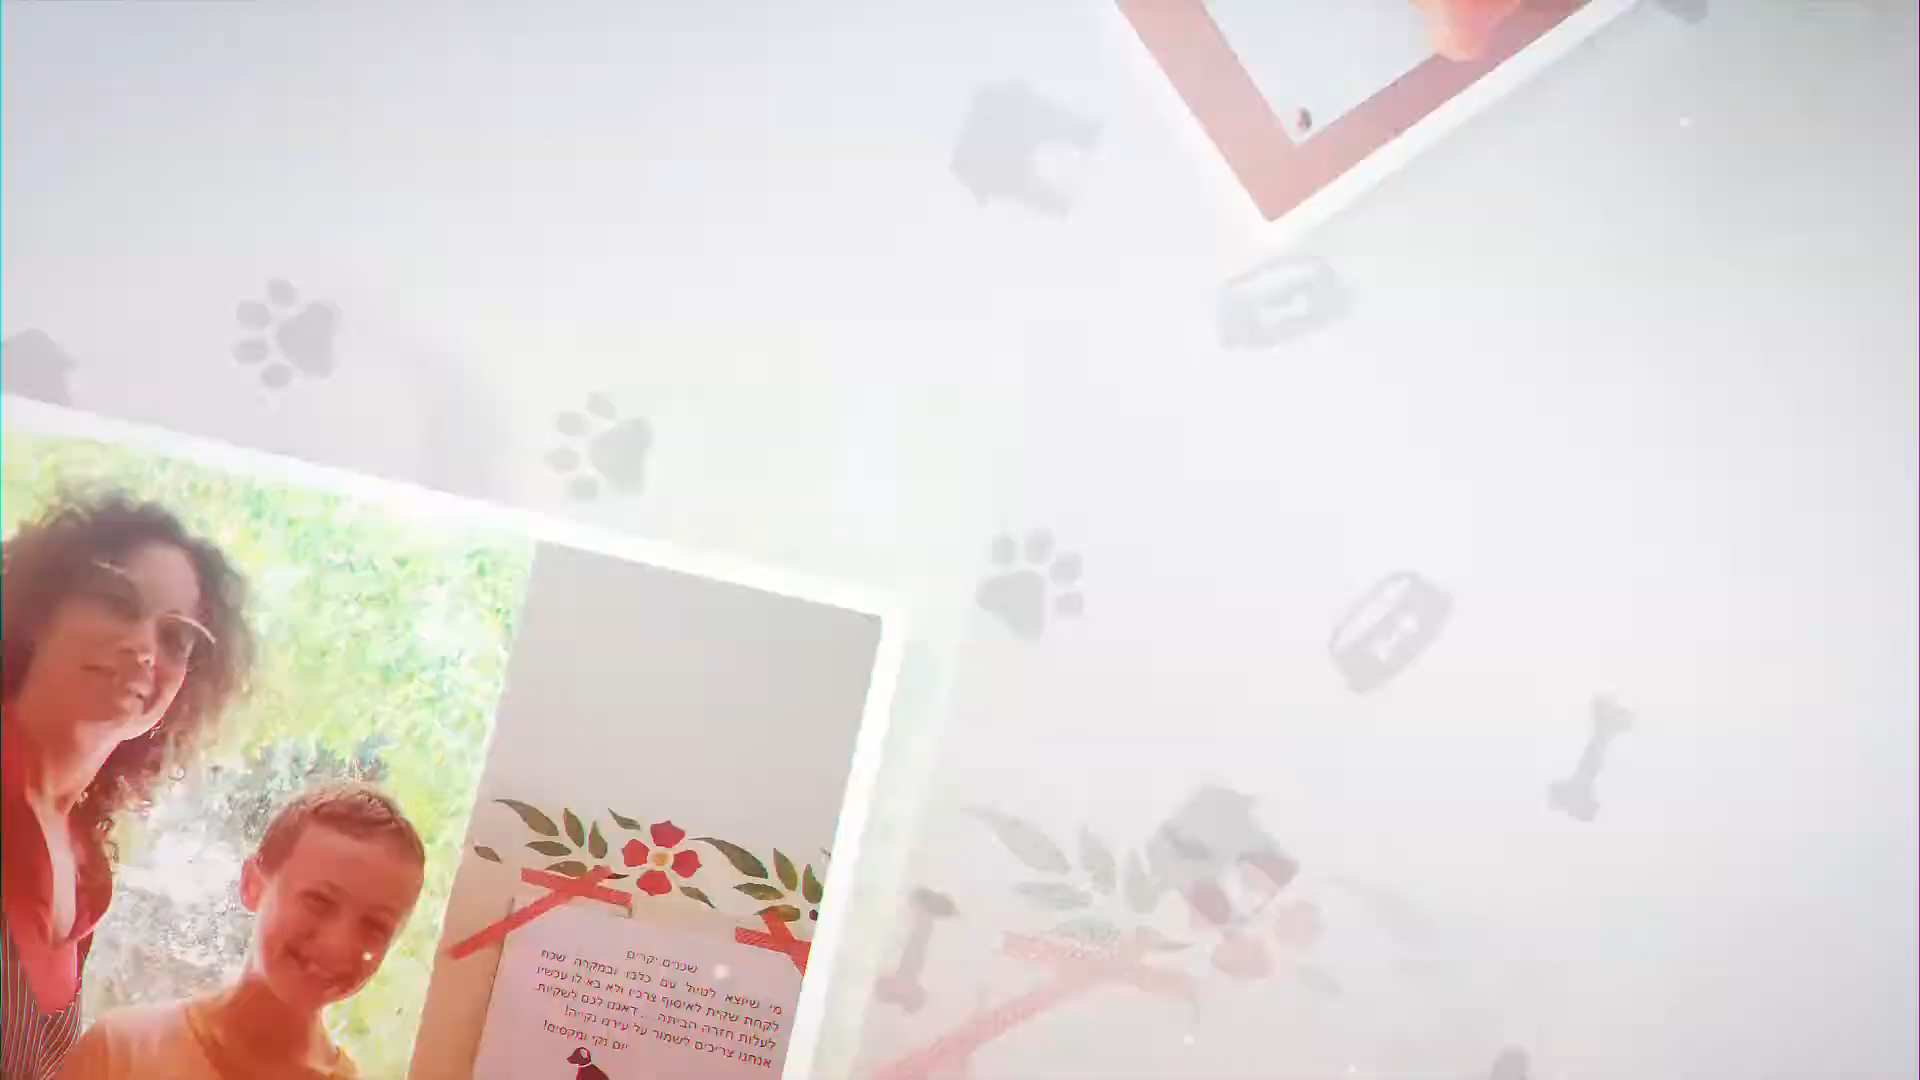 שכנים יקרים
מי שיוצא לטיול עם כלבו ובמקרה שכח
לקחת שקית לאיסוף צרכיו ולא בא לו עכשיו
לעלות חזרה הביתה... דאגנו לכם לשקיות.
אנחנו צריכים לשמור על עירנו נקייה!
יום נקי ומקסים!